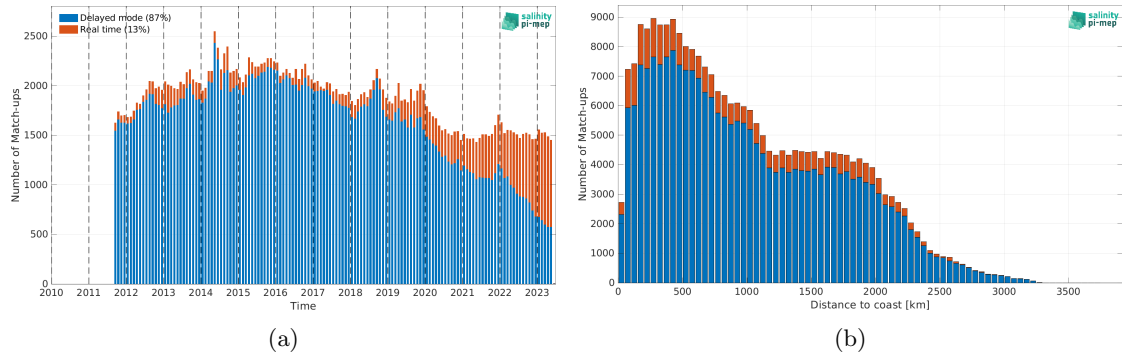 salinity
pi-mep
Delayed mode (87%)
Real time (13%)
Number of Match-ups
2500
2000
1500
1000
500
0
2010 2011 2012 2013 2014 2015 2016 2017 2018 2019 2020 2021 2022 2023
Time
(a)
salinity
pi-mep
Number of Match-ups
9000
8000
7000
6000
5000
4000
3000
2000
1000
0
0 500 1000 1500 2000 2500 3000 3500
Distance to coast [km]
(b)